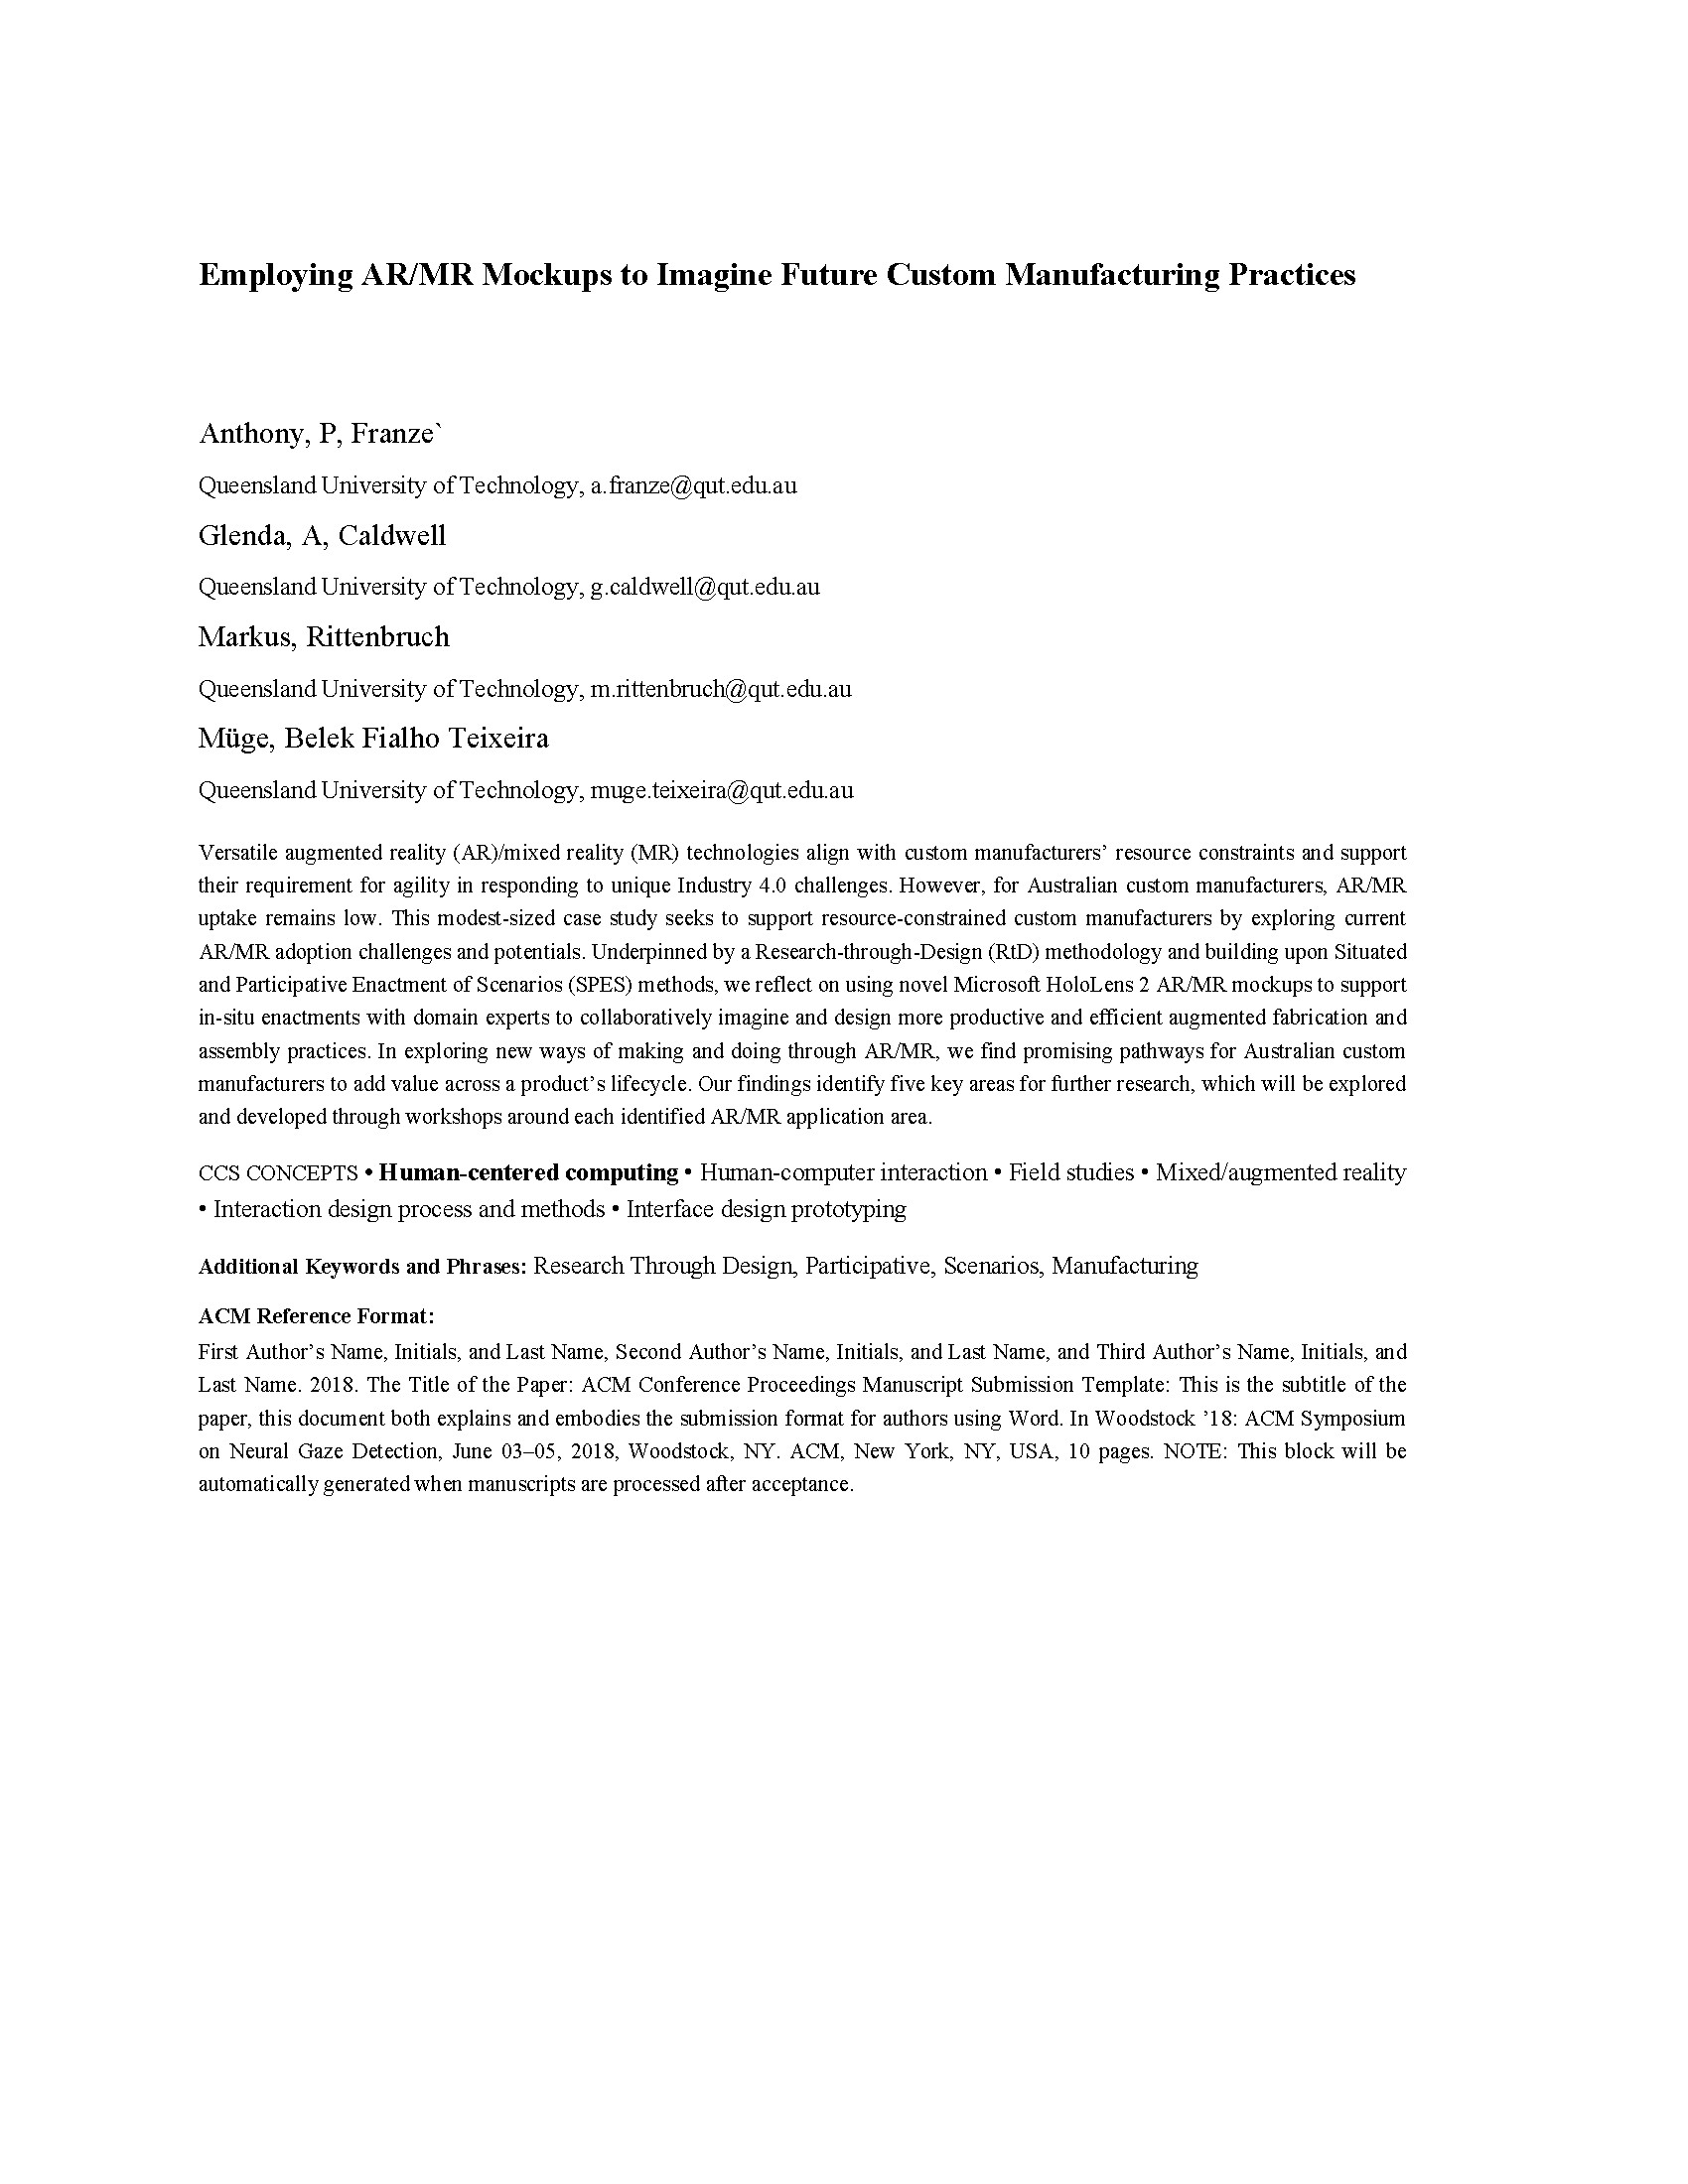 Employing AR/MR Mockups to Imagine Future Custom Manufacturing Practices
Anthony, P, Franze`
Queensland University of Technology, a.franze@qut.edu.au
Glenda, A, Caldwell
Queensland University of Technology, g.caldwell@qut.edu.au
Markus, Rittenbruch
Queensland University of Technology, m.rittenbruch@qut.edu.au
Müge, Belek Fialho Teixeira
Queensland University of Technology, muge.teixeira@qut.edu.au
Versatile augmented reality (AR)/mixed reality (MR) technologies align with custom manufacturers’ resource constraints and support
their requirement for agility in responding to unique Industry 4.0 challenges. However, for Australian custom manufacturers, AR/MR
uptake remains low. This modest-sized case study seeks to support resource-constrained custom manufacturers by exploring current
AR/MR adoption challenges and potentials. Underpinned by a Research-through-Design (RtD) methodology and building upon Situated
and Participative Enactment of Scenarios (SPES) methods, we reflect on using novel Microsoft HoloLens 2 AR/MR mockups to support
in-situ enactments with domain experts to collaboratively imagine and design more productive and efficient augmented fabrication and
assembly practices. In exploring new ways of making and doing through AR/MR, we find promising pathways for Australian custom
manufacturers to add value across a product’s lifecycle. Our findings identify five key areas for further research, which will be explored
and developed through workshops around each identified AR/MR application area.
CCS CONCEPTS • Human-centered computing • Human-computer interaction • Field studies • Mixed/augmented reality
• Interaction design process and methods • Interface design prototyping
Additional Keywords and Phrases: Research Through Design, Participative, Scenarios, Manufacturing
ACM Reference Format:
First Author’s Name, Initials, and Last Name, Second Author’s Name, Initials, and Last Name, and Third Author’s Name, Initials, and
Last Name. 2018. The Title of the Paper: ACM Conference Proceedings Manuscript Submission Template: This is the subtitle of the
paper, this document both explains and embodies the submission format for authors using Word. In Woodstock ’18: ACM Symposium
on Neural Gaze Detection, June 03–05, 2018, Woodstock, NY. ACM, New York, NY, USA, 10 pages. NOTE: This block will be
automatically generated when manuscripts are processed after acceptance.